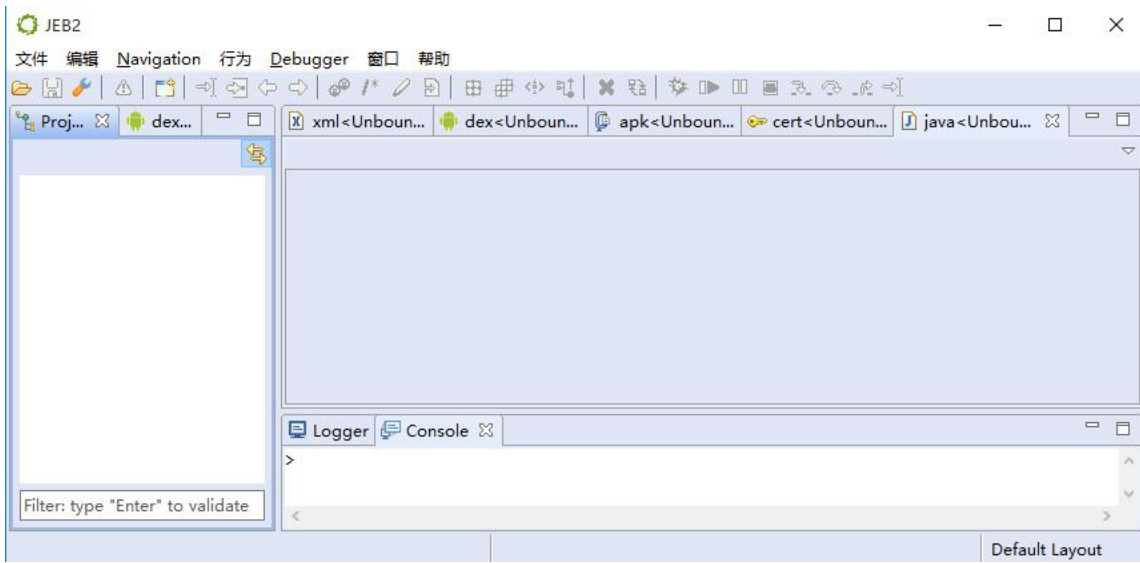 JEB2
文件 编辑 Navigation 行为 Debugger 窗口 帮助
Proj... dex... xml<Unboun... dex<Unboun... apk<Unboun... cert<Unboun... java<Unbou...
Logger Console
>
Filter: type "Enter" to validate
Default Layout